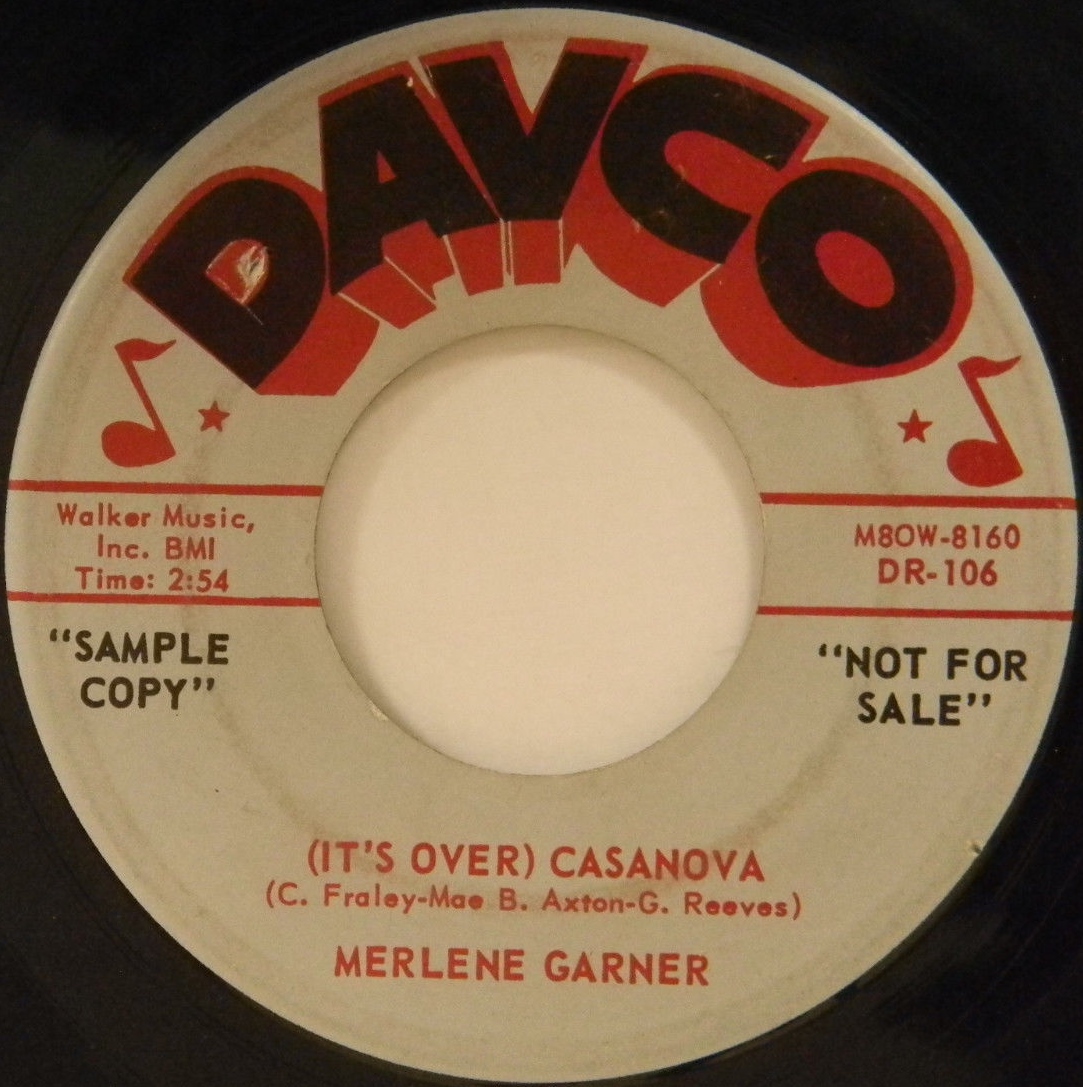 DAVCO
Walker Music,
Inc. BMI
Time: 2:54
M8OW-8160
DR-106
"SAMPLE
COPY"
"NOT FOR
SALE"
(IT'S OVER) CASANOVA
(C. Fraley-Mae B. Axton-G. Reeves)
MERLENE GARNER